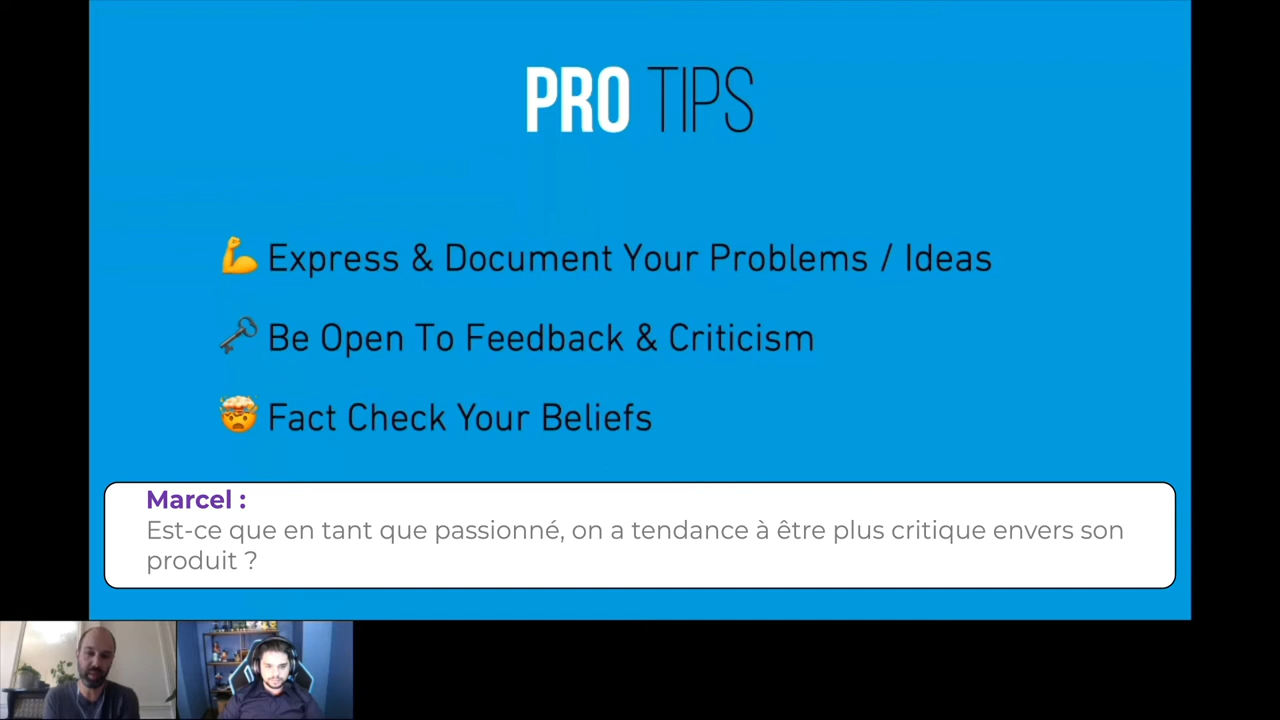 PRO TIPS
💪 Express & Document Your Problems / Ideas
🗝 Be Open To Feedback & Criticism
🤯 Fact Check Your Beliefs
Marcel :
Est-ce que en tant que passionné, on a tendance à être plus critique envers son
produit ?